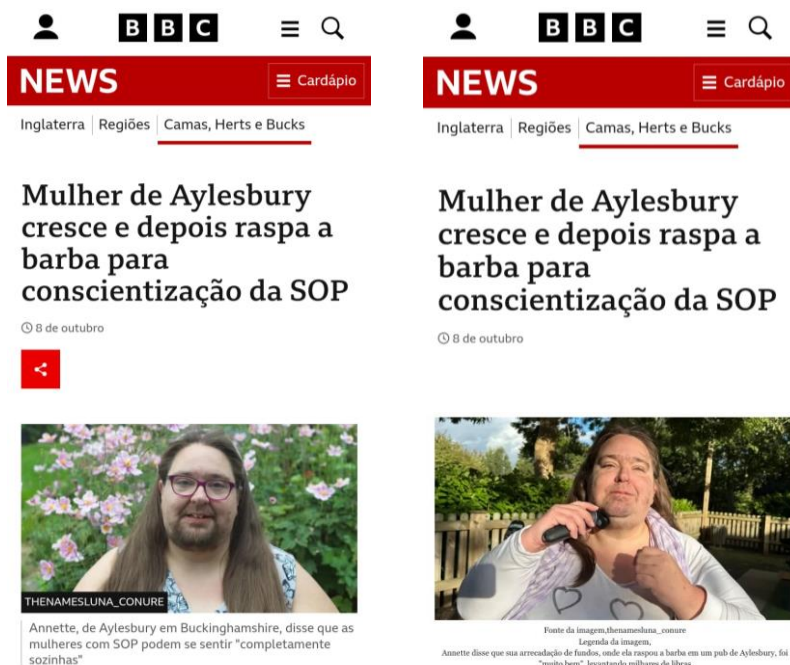 BBC
NEWS
Cardápio
Inglaterra
Regiões
Camas, Herts e Bucks
Mulher de Aylesbury
cresce e depois raspa a
barba para
conscientização da SOP
8 de outubro
THENAMESLUNA_CONURE
Annette, de Aylesbury em Buckinghamshire, disse que as
mulheres com SOP podem se sentir "completamente
sozinhas"
BBC
NEWS
Cardápio
Inglaterra
Regiões
Camas, Herts e Bucks
Mulher de Aylesbury
cresce e depois raspa a
barba para
conscientização da SOP
8 de outubro
Fonte da imagem,thenamesluna_conure
Legenda da imagem,
Annette disse que sua arrecadação de fundos, onde ela raspou a barba em um pub de Aylesbury, foi
"muito bem", levantando milhares de libras